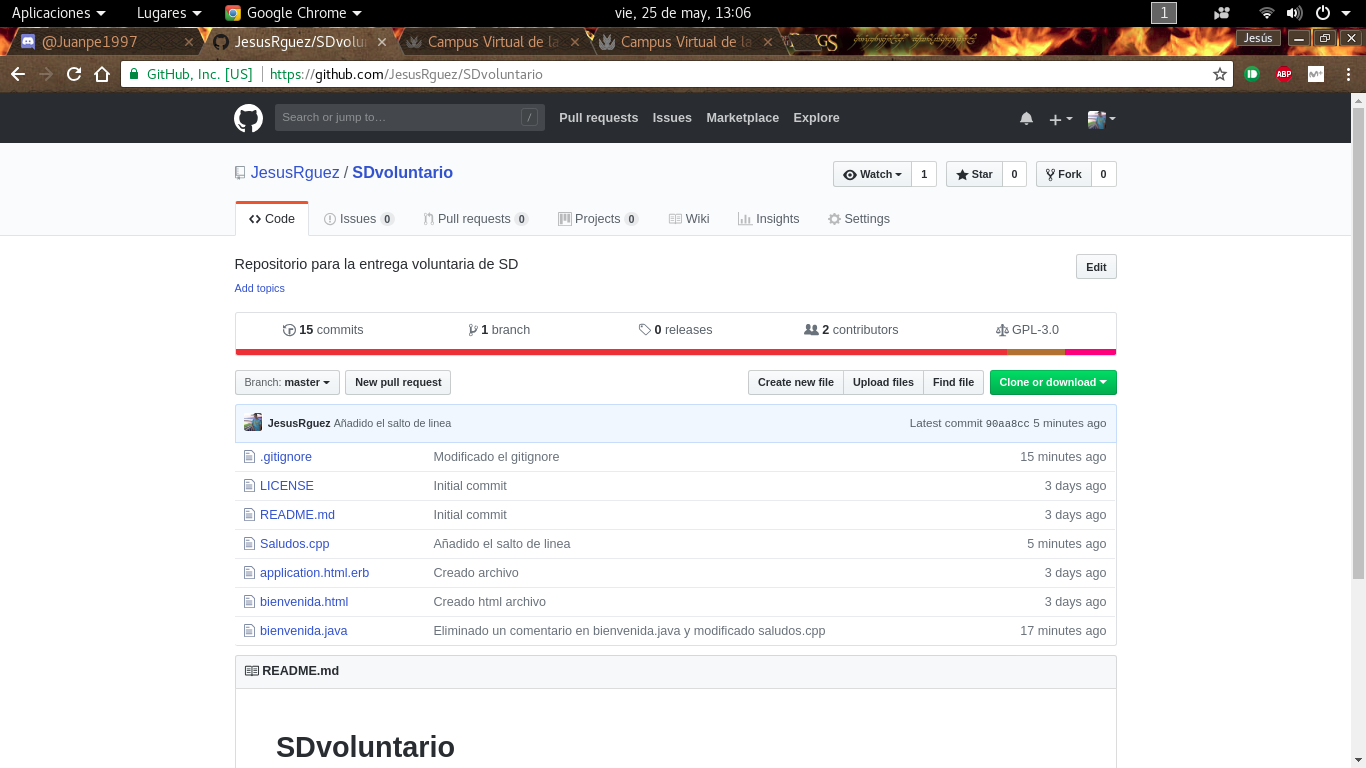 Aplicaciones Lugares Google Chrome vie, 25 de may, 13:06 1
@Juanpe1997 JesusRguez/SDvolun Campus Virtual de la Campus Virtual de la Jesús
GitHub, Inc. [US] https://github.com/JesusRguez/SDvoluntario ABP
Search or jump to… / Pull requests Issues Marketplace Explore
JesusRguez / SDvoluntario Watch 1 Star 0 Fork 0
Code Issues 0 Pull requests 0 Projects 0 Wiki Insights Settings
Repositorio para la entrega voluntaria de SD Edit
Add topics
15 commits 1 branch 0 releases 2 contributors GPL-3.0
Branch: master New pull request Create new file Upload files Find file Clone or download
JesusRguez Añadido el salto de linea Latest commit 90aa8cc 5 minutes ago
.gitignore Modificado el gitignore 15 minutes ago
LICENSE Initial commit 3 days ago
README.md Initial commit 3 days ago
Saludos.cpp Añadido el salto de linea 5 minutes ago
application.html.erb Creado archivo 3 days ago
bienvenida.html Creado html archivo 3 days ago
bienvenida.java Eliminado un comentario en bienvenida.java y modificado saludos.cpp 17 minutes ago
README.md
SDvoluntario